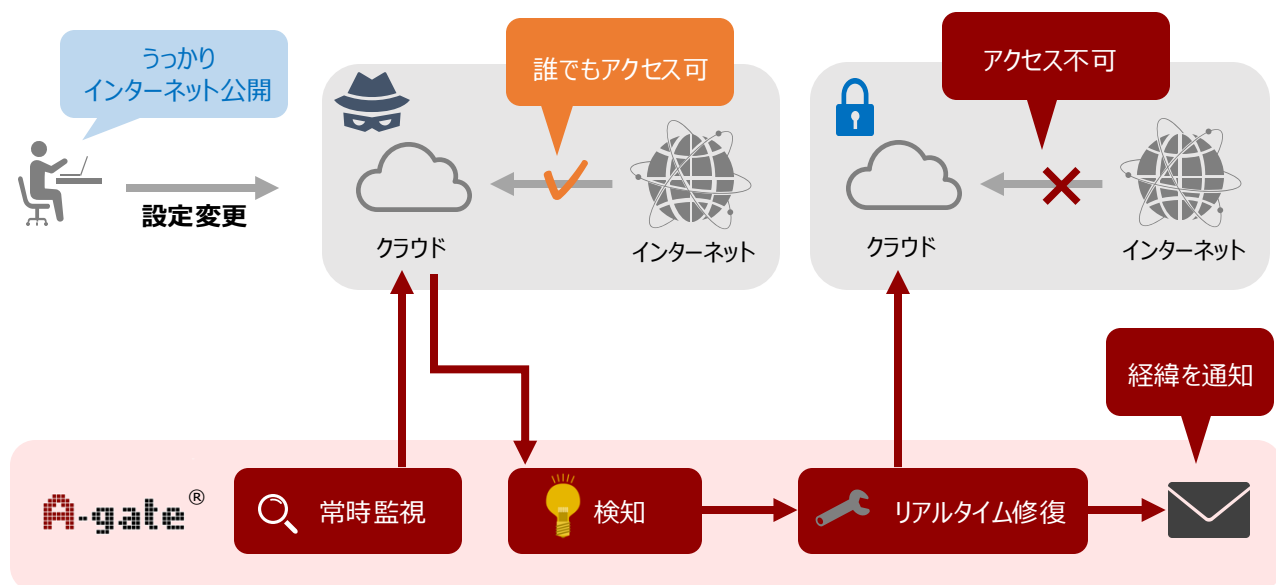 うっかり
インターネット公開
設定変更
誰でもアクセス可
クラウド
インターネット
アクセス不可
クラウド
インターネット
経緯を通知
A-gate®
常時監視
検知
リアルタイム修復